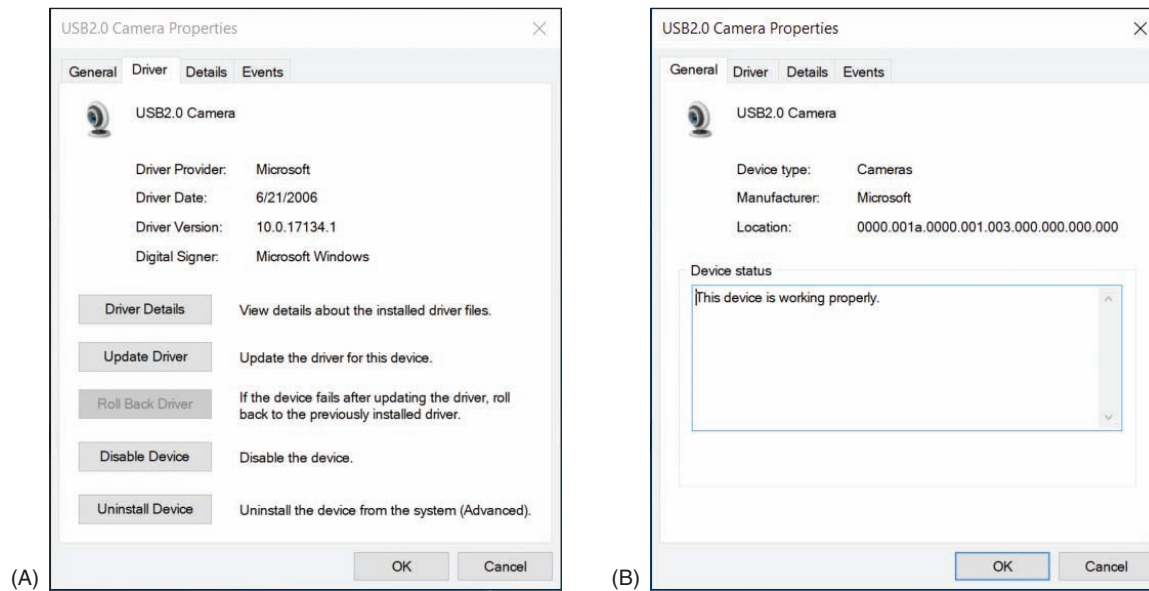 USB2.0 Camera Properties
General Driver Details Events
USB2.0 Camera
Driver Provider: Microsoft
Driver Date: 6/21/2006
Driver Version: 10.0.17134.1
Digital Signer: Microsoft Windows
Driver Details View details about the installed driver files.
Update Driver Update the driver for this device.
Roll Back Driver If the device fails after updating the driver, roll
back to the previously installed driver.
Disable Device Disable the device.
Uninstall Device Uninstall the device from the system (Advanced).
OK Cancel
(A)
USB2.0 Camera Properties
General Driver Details Events
USB2.0 Camera
Device type: Cameras
Manufacturer: Microsoft
Location: 0000.001a.0000.001.003.000.000.000.000
Device status
This device is working properly.
OK Cancel
(B)